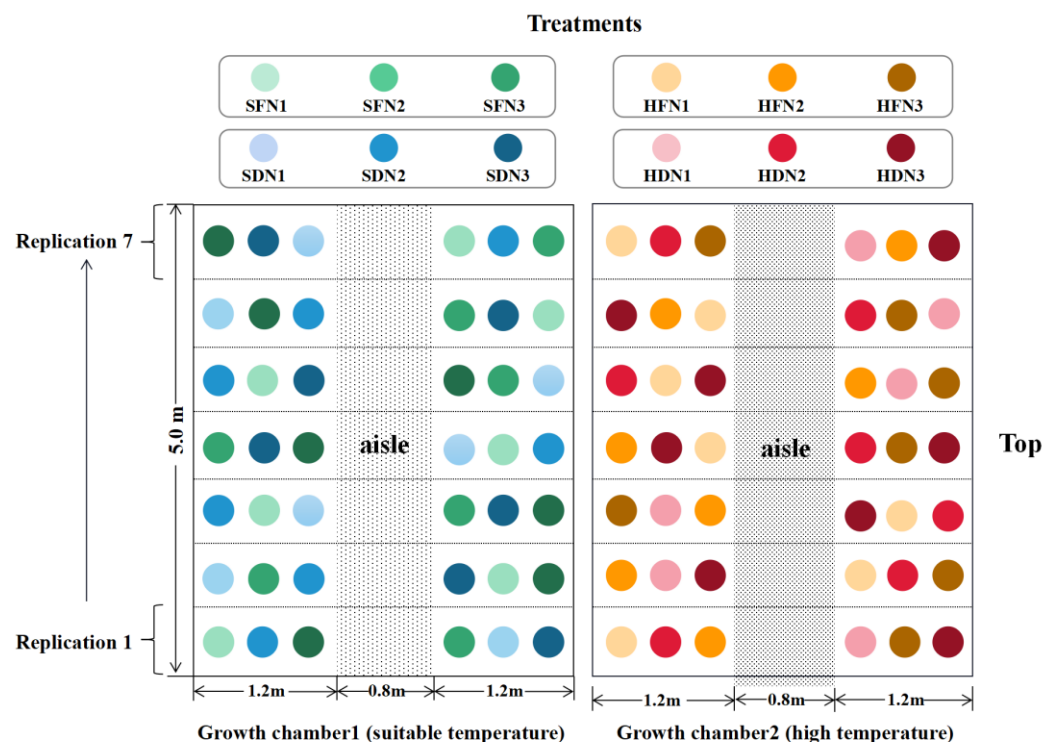 Treatments
SFN1 SFN2 SFN3
HFN1 HFN2 HFN3
SDN1 SDN2 SDN3
HDN1 HDN2 HDN3
Replication 7
5.0 m
aisle
aisle
Top
Replication 1
1.2m 0.8m 1.2m
1.2m 0.8m 1.2m
Growth chamber1 (suitable temperature)
Growth chamber2 (high temperature)